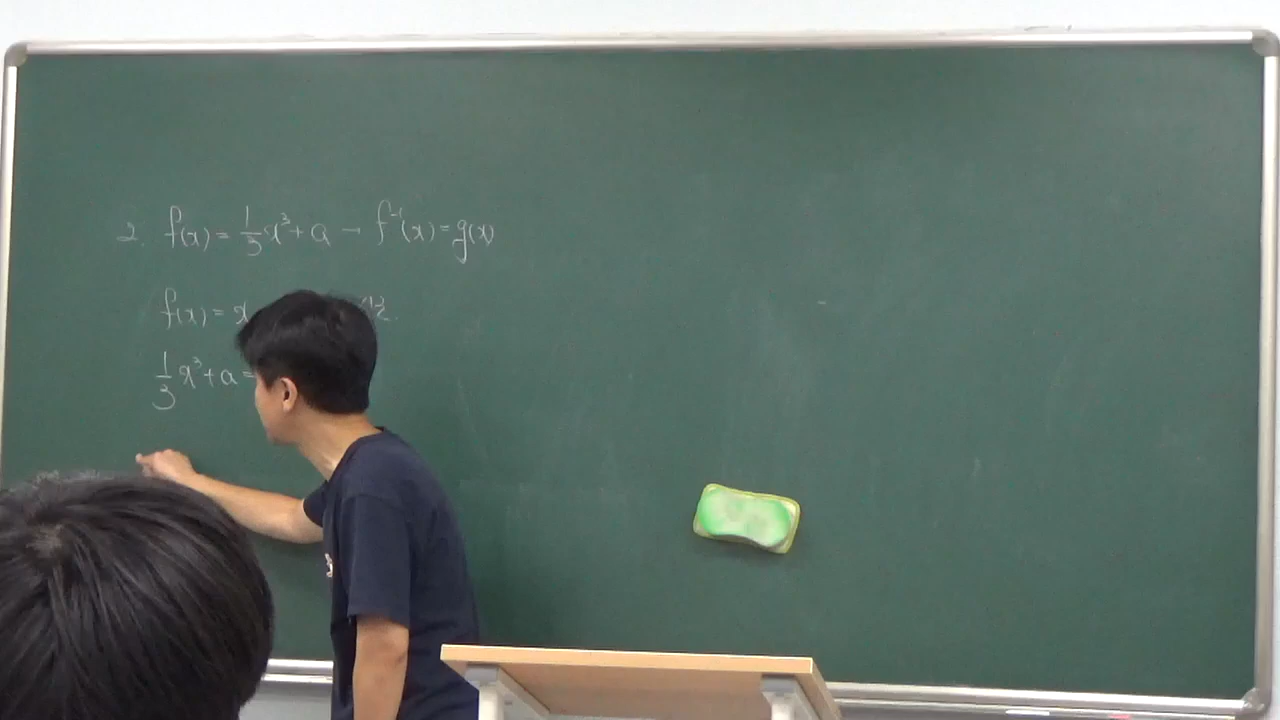 2. f(x) = 1/3 x³ + a → f⁻¹(x) = g(x)
f(x) = x
1/3 x³ + a =